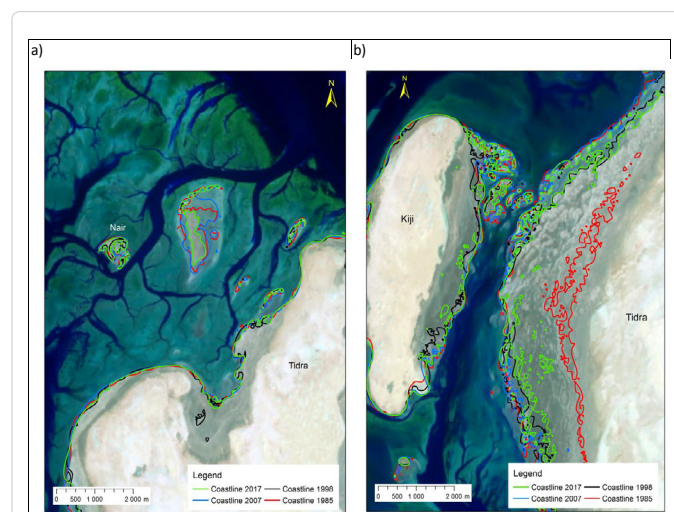 a)
b)
N
N
Nair
Kiji
Tidra
Tidra
Legend
Coastline 2017 Coastline 1998
Coastline 2007 Coastline 1985
0 500 1 000 2 000 m
Legend
Coastline 2017 Coastline 1998
Coastline 2007 Coastline 1985
0 500 1 000 2 000 m